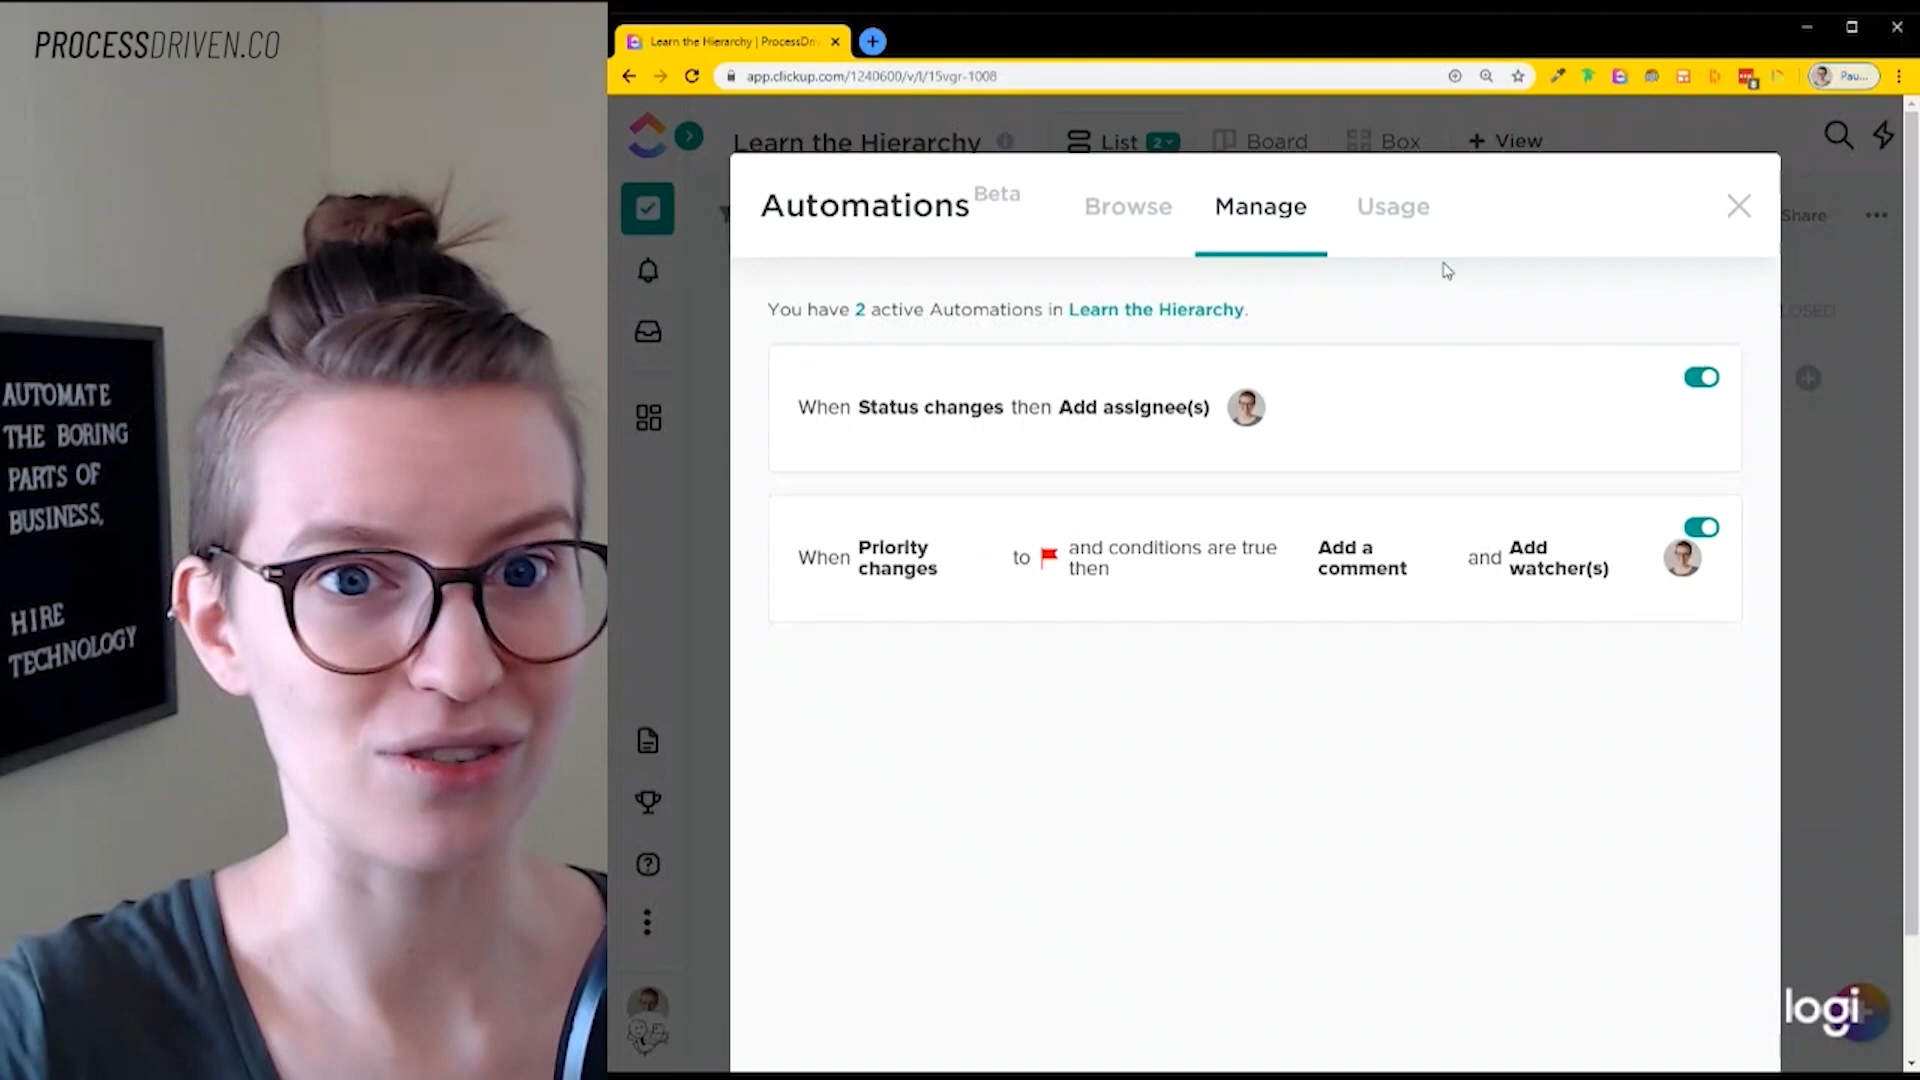 PROCESSDRIVEN.CO
AUTOMATE
THE BORING
PARTS OF
BUSINESS,
HIRE
TECHNOLOGY
Learn the Hierarchy | ProcessDri
app.clickup.com/1240600/v/l/15vgr-1008
Pau...
Learn the Hierarchy
List 2
Board
Box
+ View
Share
Automations Beta
Browse
Manage
Usage
You have 2 active Automations in Learn the Hierarchy.
LOSED
When Status changes then Add assignee(s)
When Priority changes to and conditions are true then Add a comment and Add watcher(s)
logi